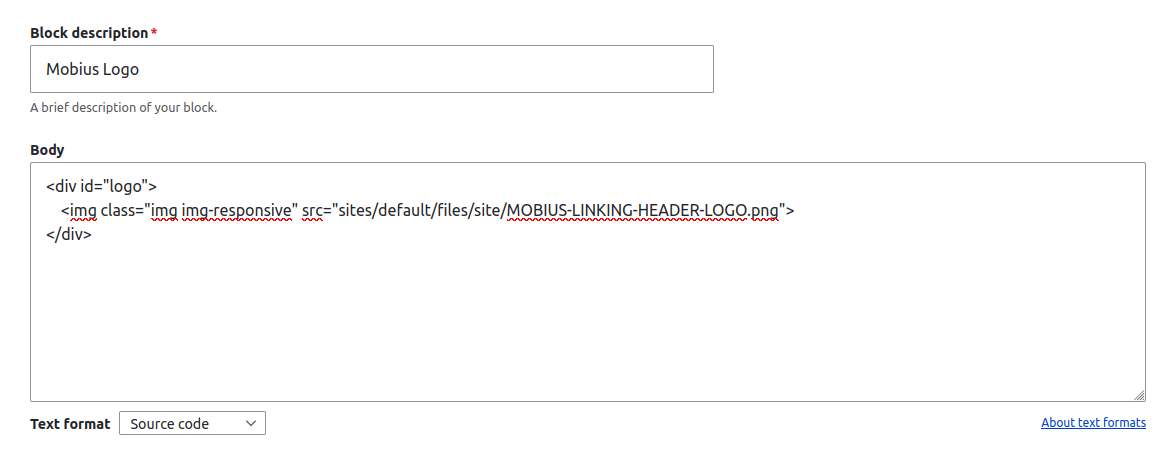 Block description*
Mobius Logo
A brief description of your block.
Body
<div id="logo">
<img class="img img-responsive" src="sites/default/files/site/MOBIUS-LINKING-HEADER-LOGO.png">
</div>
Text format Source code About text formats